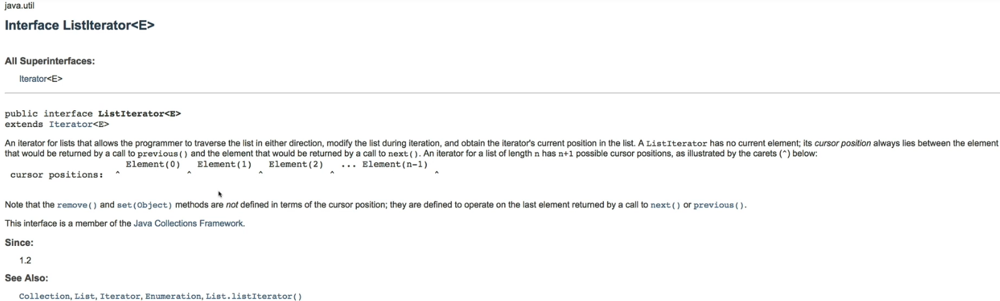 java.util
Interface ListIterator<E>
All Superinterfaces:
Iterator<E>
public interface ListIterator<E>
extends Iterator<E>
An iterator for lists that allows the programmer to traverse the list in either direction, modify the list during iteration, and obtain the iterator's current position in the list. A ListIterator has no current element; its cursor position always lies between the element
that would be returned by a call to previous() and the element that would be returned by a call to next(). An iterator for a list of length n has n+1 possible cursor positions, as illustrated by the carets (^) below:
Element(0) Element(1) Element(2) ... Element(n-1)
cursor positions: ^ ^ ^ ^ ^
Note that the remove() and set(Object) methods are not defined in terms of the cursor position; they are defined to operate on the last element returned by a call to next() or previous().
This interface is a member of the Java Collections Framework.
Since:
1.2
See Also:
Collection, List, Iterator, Enumeration, List.listIterator()